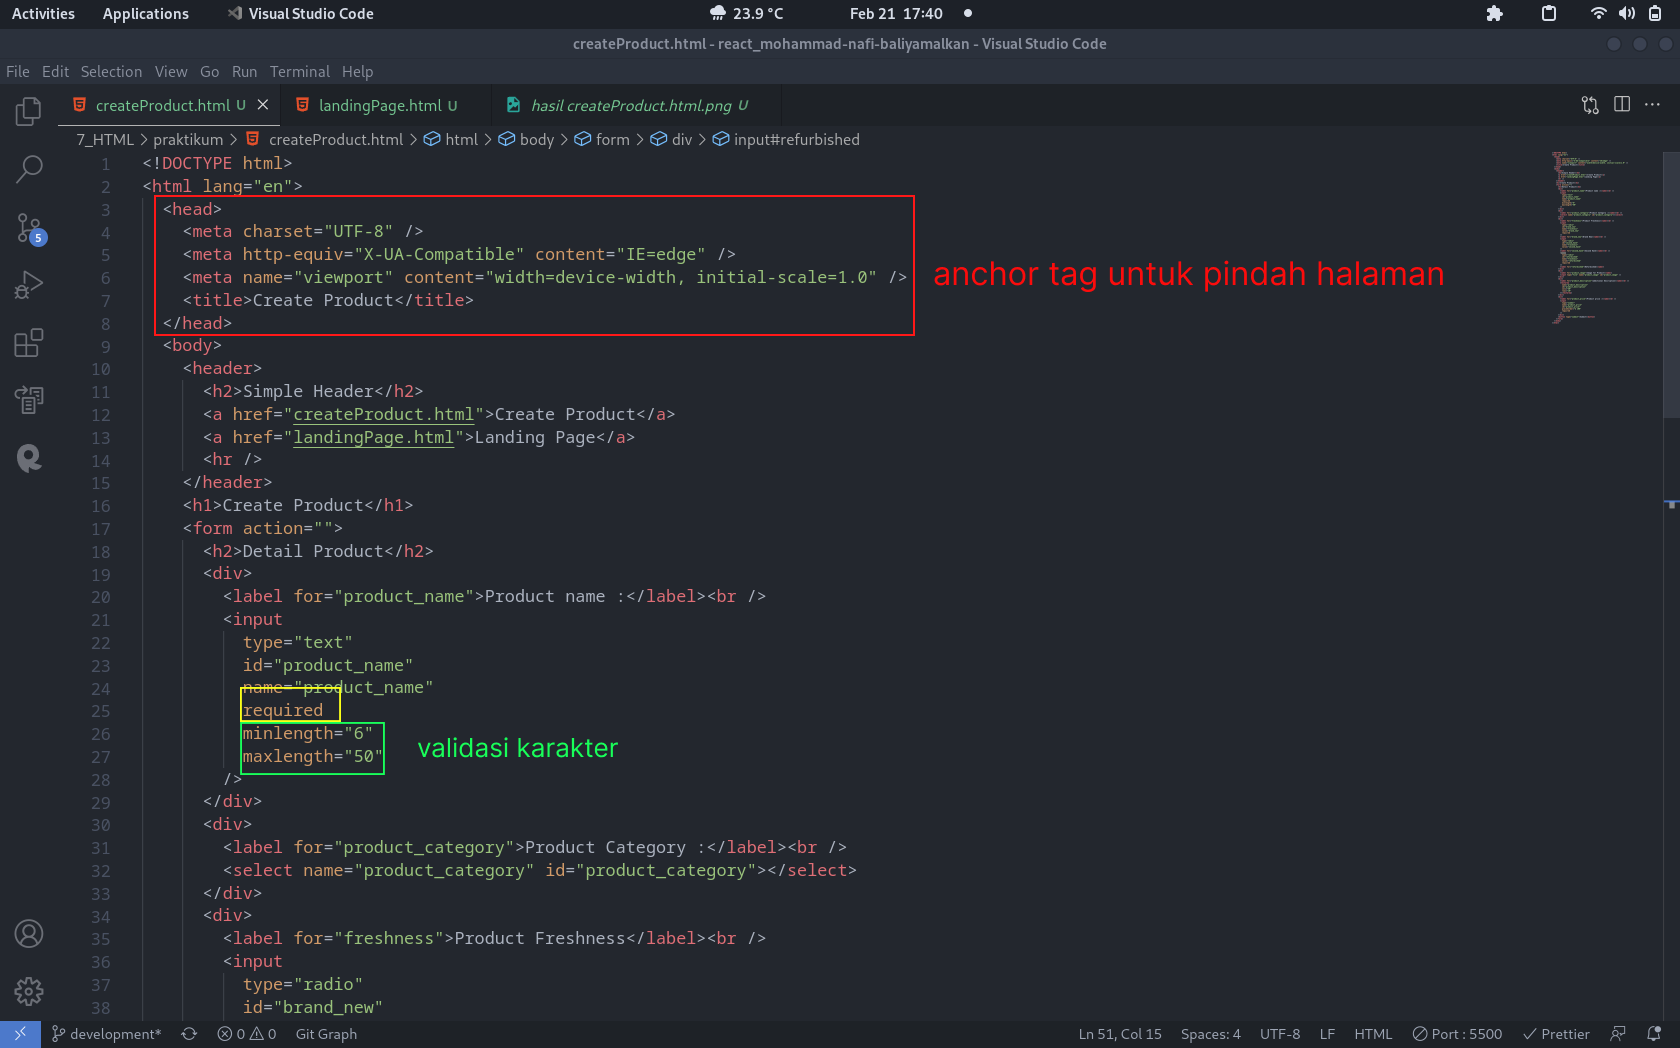 Activities Applications Visual Studio Code 23.9 °C Feb 21 17:40
createProduct.html - react_mohammad-nafi-baliyamalkan - Visual Studio Code
File Edit Selection View Go Run Terminal Help
createProduct.html U landingPage.html U hasil createProduct.html.png U
7_HTML > praktikum > createProduct.html > html > body > form > div > input#refurbished
1 <!DOCTYPE html>
2 <html lang="en">
3 <head>
4 <meta charset="UTF-8" />
5 <meta http-equiv="X-UA-Compatible" content="IE=edge" />
6 <meta name="viewport" content="width=device-width, initial-scale=1.0" />
anchor tag untuk pindah halaman
7 <title>Create Product</title>
8 </head>
9 <body>
10 <header>
11 <h2>Simple Header</h2>
12 <a href="createProduct.html">Create Product</a>
13 <a href="landingPage.html">Landing Page</a>
14 <hr />
15 </header>
16 <h1>Create Product</h1>
17 <form action="">
18 <h2>Detail Product</h2>
19 <div>
20 <label for="product_name">Product name :</label><br />
21 <input
22 type="text"
23 id="product_name"
24 name="product_name"
25 required
26 minlength="6"
validasi karakter
27 maxlength="50"
28 />
29 </div>
30 <div>
31 <label for="product_category">Product Category :</label><br />
32 <select name="product_category" id="product_category"></select>
33 </div>
34 <div>
35 <label for="freshness">Product Freshness</label><br />
36 <input
37 type="radio"
38 id="brand_new"
5
development* 0 0 Git Graph Ln 51, Col 15 Spaces: 4 UTF-8 LF HTML Port : 5500 Prettier